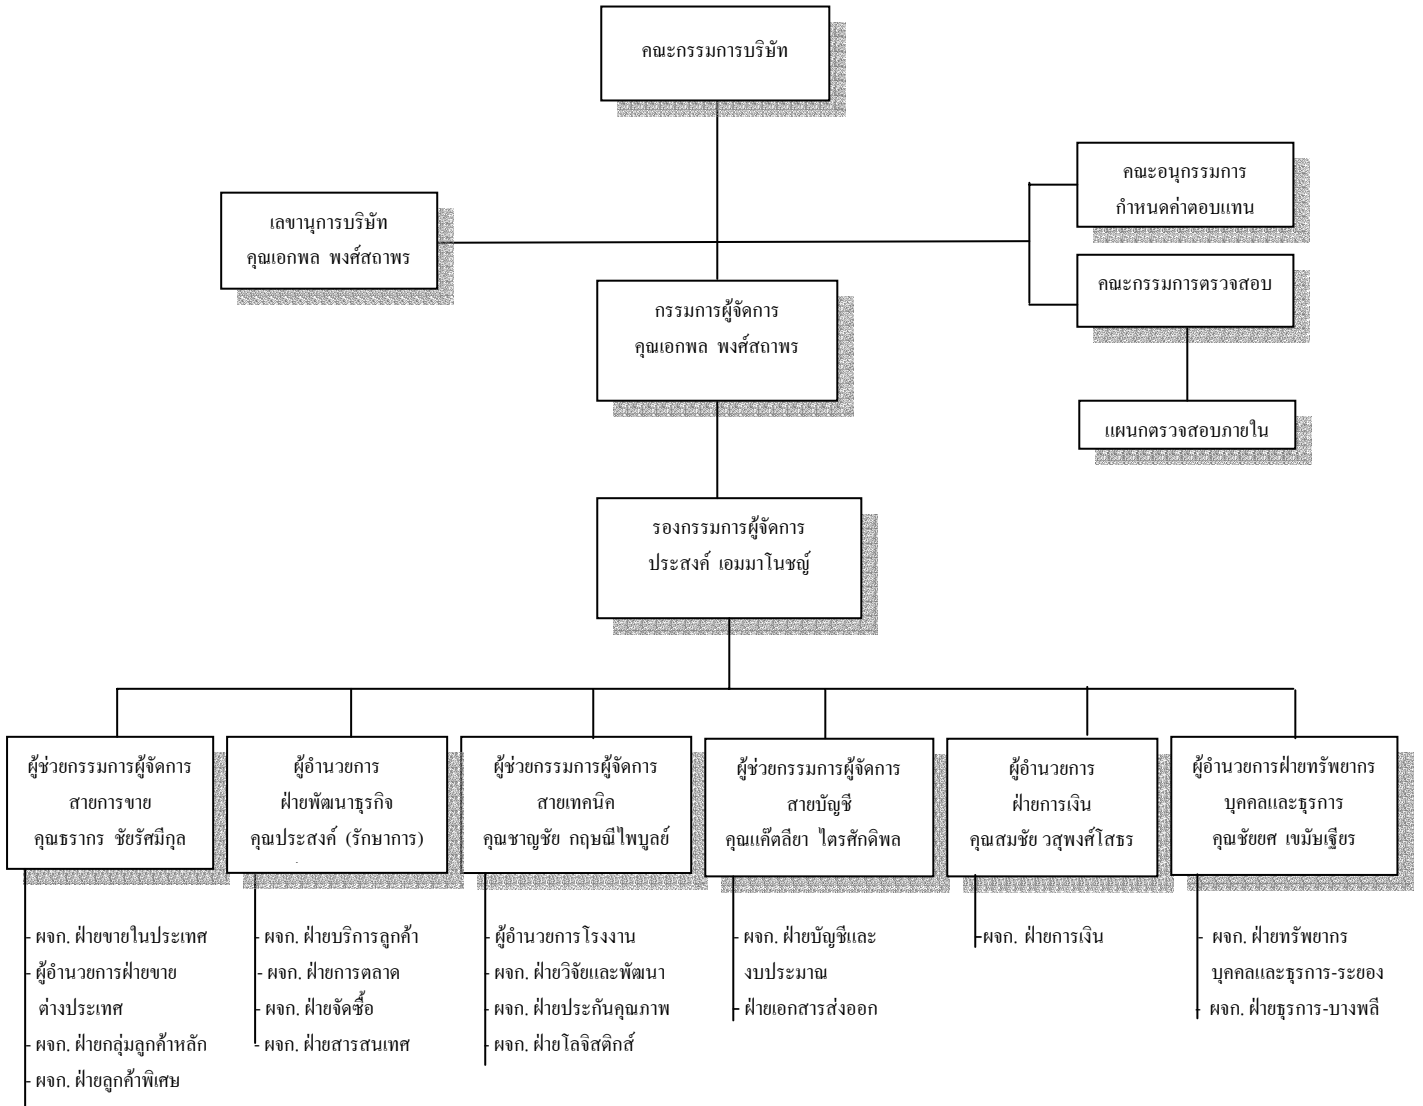 คณะกรรมการบริษัท
คณะอนุกรรมการ
กำหนดค่าตอบแทน
เลขานุการบริษัท
คุณเอกพล พงศ์สถาพร
คณะกรรมการตรวจสอบ
กรรมการผู้จัดการ
คุณเอกพล พงศ์สถาพร
แผนกตรวจสอบภายใน
รองกรรมการผู้จัดการ
ประสงค์ เอมมาโนชญ์
ผู้ช่วยกรรมการผู้จัดการ
สายการขาย
คุณธรากร ชัยรัศมีกุล
- ผจก. ฝ่ายขายในประเทศ
- ผู้อำนวยการฝ่ายขาย
ต่างประเทศ
- ผจก. ฝ่ายกลุ่มลูกค้าหลัก
- ผจก. ฝ่ายลูกค้าพิเศษ
ผู้อำนวยการ
ฝ่ายพัฒนาธุรกิจ
คุณประสงค์ (รักษาการ)
- ผจก. ฝ่ายบริการลูกค้า
- ผจก. ฝ่ายการตลาด
- ผจก. ฝ่ายจัดซื้อ
- ผจก. ฝ่ายสารสนเทศ
ผู้ช่วยกรรมการผู้จัดการ
สายเทคนิค
คุณชาญชัย กฤษณีไพบูลย์
- ผู้อำนวยการโรงงาน
- ผจก. ฝ่ายวิจัยและพัฒนา
- ผจก. ฝ่ายประกันคุณภาพ
- ผจก. ฝ่ายโลจิสติกส์
ผู้ช่วยกรรมการผู้จัดการ
สายบัญชี
คุณแค๊ตลียา ไตรศักดิพล
- ผจก. ฝ่ายบัญชีและ
งบประมาณ
- ฝ่ายเอกสารส่งออก
ผู้อำนวยการ
ฝ่ายการเงิน
คุณสมชัย วสุพงศ์โสธร
-ผจก. ฝ่ายการเงิน
ผู้อำนวยการฝ่ายทรัพยากร
บุคคลและธุรการ
คุณชัยยศ เขมัษเฐียร
- ผจก. ฝ่ายทรัพยากร
บุคคลและธุรการ-ระยอง
- ผจก. ฝ่ายธุรการ-บางพลี